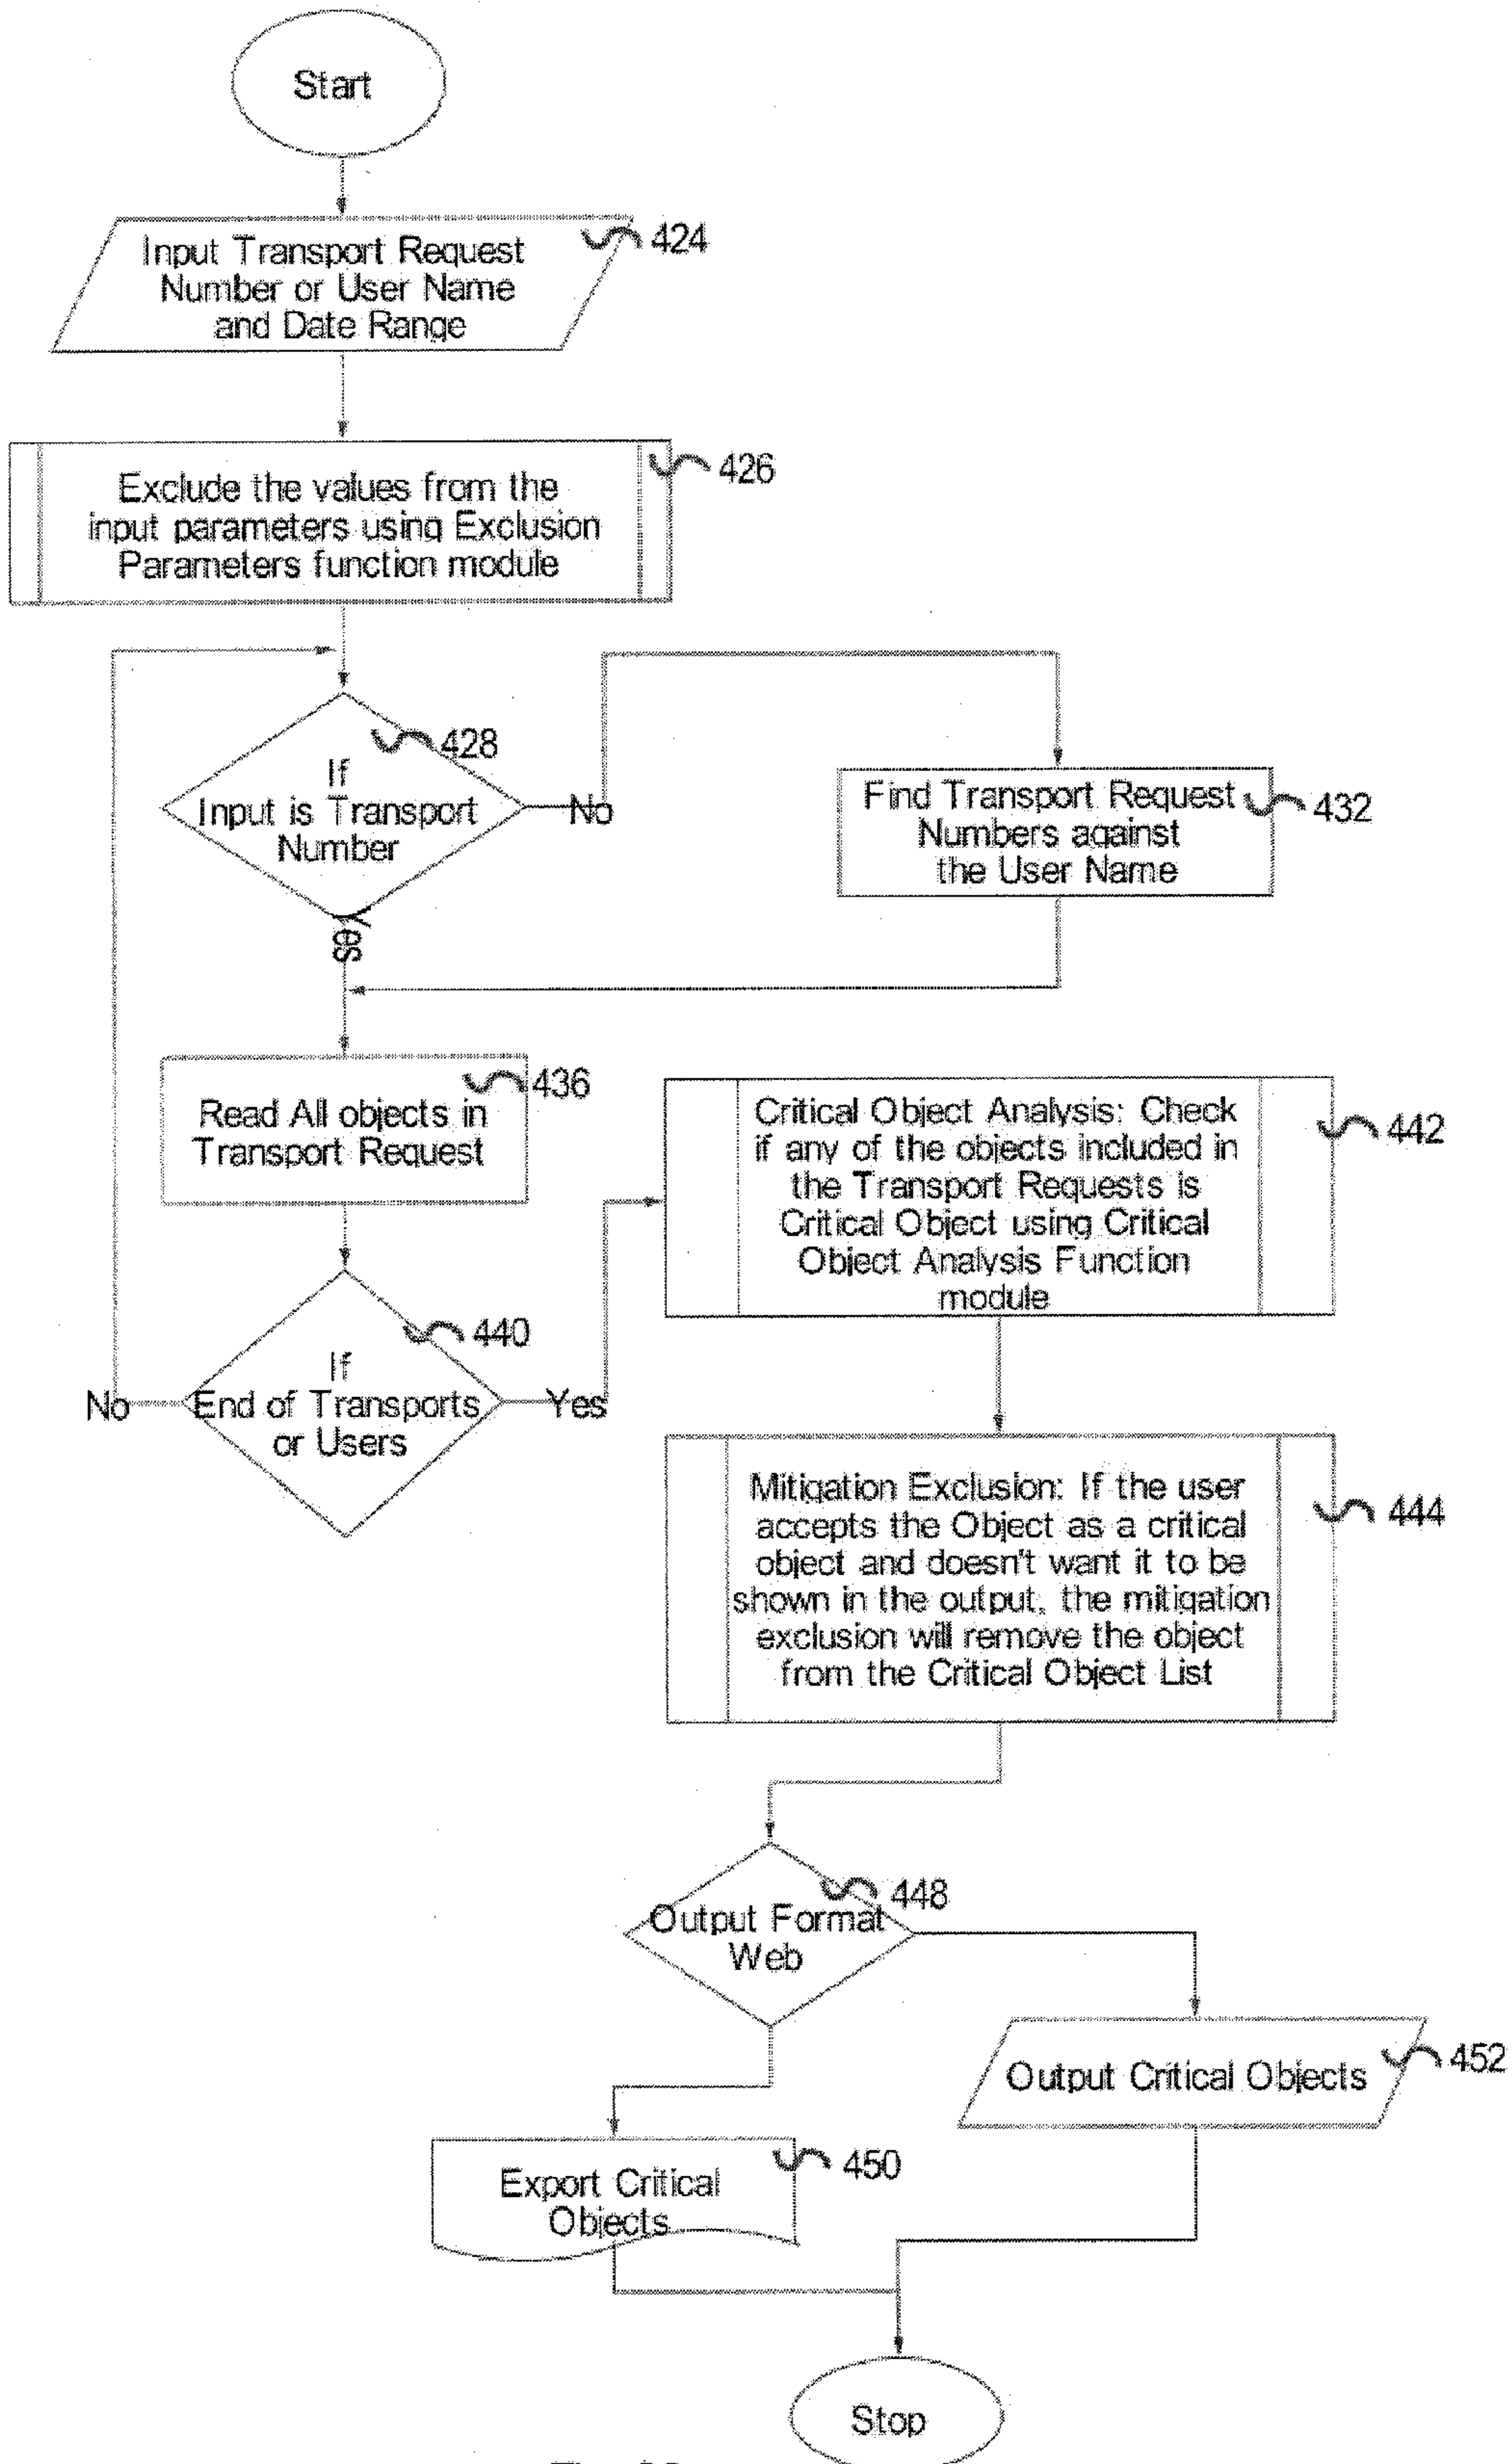 Start
Input Transport Request
Number or User Name
and Date Range
424
Exclude the values from the
input parameters using Exclusion
Parameters function module
426
428
If
Input is Transport
Number
No
Yes
Find Transport Request
Numbers against
the User Name
432
436
Read All objects in
Transport Request
440
If
End of Transports
or Users
No
Yes
Critical Object Analysis: Check
if any of the objects included in
the Transport Requests is
Critical Object using Critical
Object Analysis Function
module
442
Mitigation Exclusion: If the user
accepts the Object as a critical
object and doesn't want it to be
shown in the output, the mitigation
exclusion will remove the object
from the Critical Object List
444
448
Output Format
Web
Output Critical Objects
452
Export Critical
Objects
450
Stop